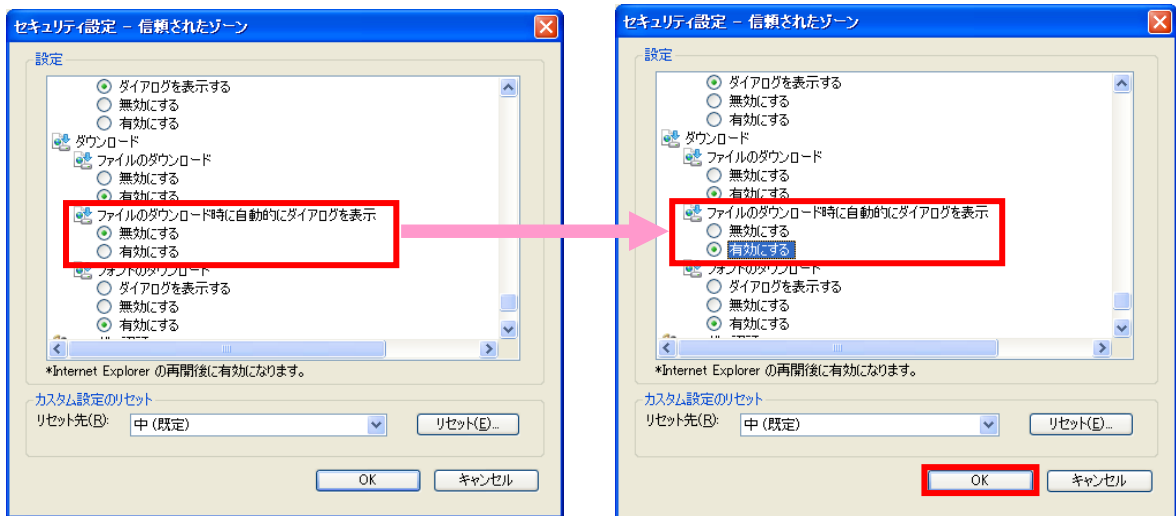 セキュリティ設定 - 信頼されたゾーン
設定
ダイアログを表示する
無効にする
有効にする
ダウンロード
ファイルのダウンロード
無効にする
有効にする
ファイルのダウンロード時に自動的にダイアログを表示
無効にする
有効にする
フォントのダウンロード
ダイアログを表示する
無効にする
有効にする
*Internet Explorer の再開後に有効になります。
カスタム設定のリセット
リセット先(R): 中 (既定) リセット(E)...
OK キャンセル
セキュリティ設定 - 信頼されたゾーン
設定
ダイアログを表示する
無効にする
有効にする
ダウンロード
ファイルのダウンロード
無効にする
有効にする
ファイルのダウンロード時に自動的にダイアログを表示
無効にする
有効にする
フォントのダウンロード
ダイアログを表示する
無効にする
有効にする
*Internet Explorer の再開後に有効になります。
カスタム設定のリセット
リセット先(R): 中 (既定) リセット(E)...
OK キャンセル